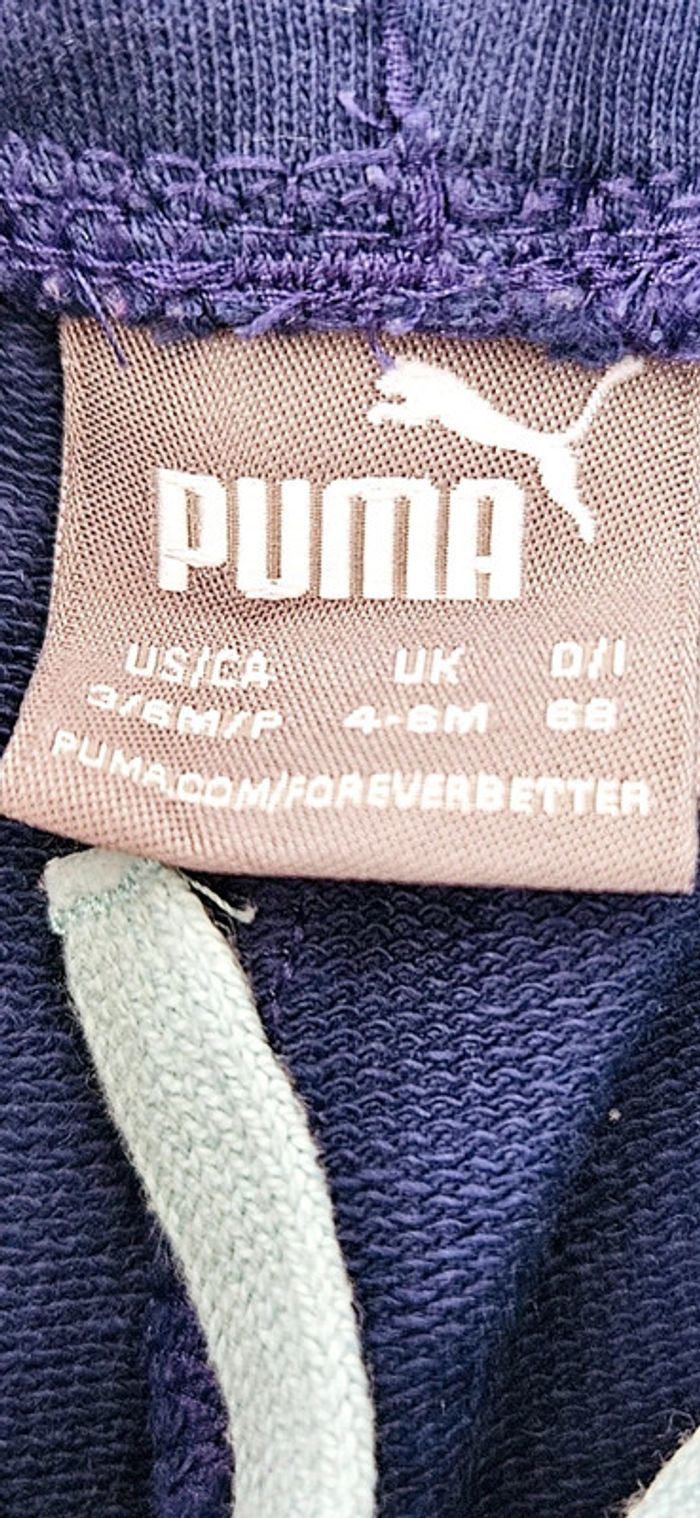 PUMA
US/CA UK D/I
3/6M/P 4-6M 68
PUMA.COM/FOREVERBETTER